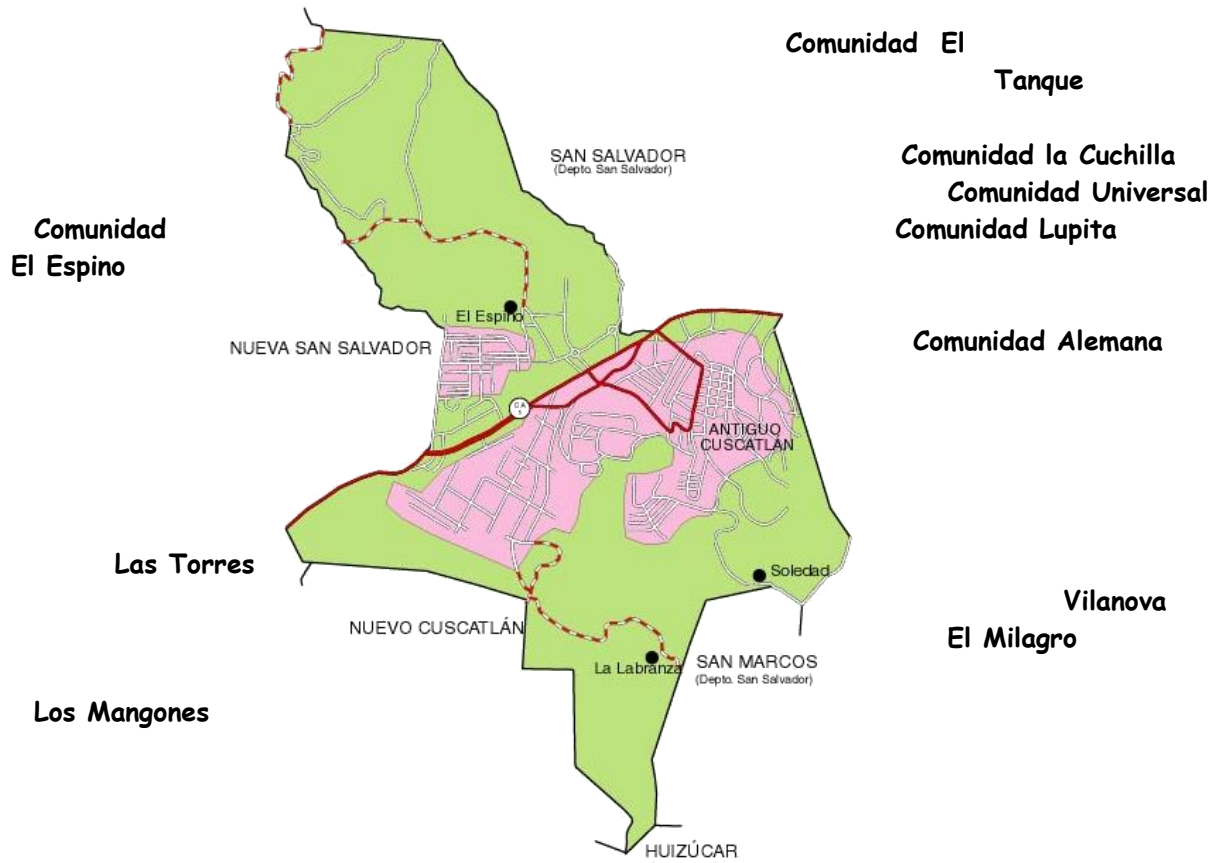 Comunidad El
Tanque
SAN SALVADOR
(Depto. San Salvador)
Comunidad la Cuchilla
Comunidad Universal
Comunidad Lupita
Comunidad
El Espino
El Espino
NUEVA SAN SALVADOR
Comunidad Alemana
CA
ANTIGUO
CUSCATLÁN
Las Torres
Soledad
Vilanova
NUEVO CUSCATLÁN
El Milagro
La Labranza
SAN MARCOS
(Depto. San Salvador)
Los Mangones
HUIZÚCAR